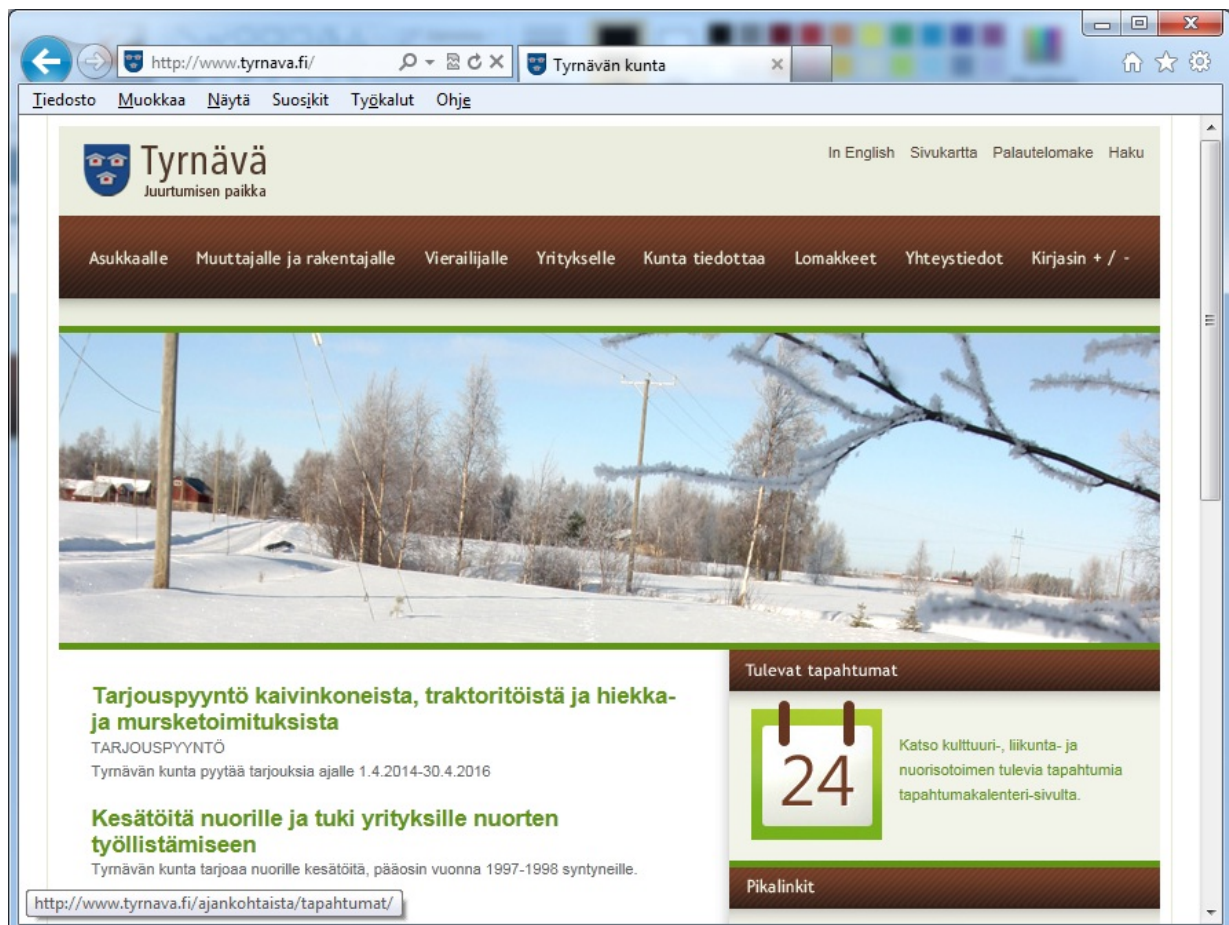 http://www.tyrnava.fi/
Tyrnävän kunta
Tiedosto Muokkaa Näytä Suosikit Työkalut Ohje
Tyrnävä
Juurtumisen paikka
In English Sivukartta Palautelomake Haku
Asukkaalle Muuttajalle ja rakentajalle Vierailijalle Yritykselle Kunta tiedottaa Lomakkeet Yhteystiedot Kirjasin + / -
Tarjouspyyntö kaivinkoneista, traktoritöistä ja hiekka-
ja mursketoimituksista
TARJOUSPYYNTÖ
Tyrnävän kunta pyytää tarjouksia ajalle 1.4.2014-30.4.2016
Kesätöitä nuorille ja tuki yrityksille nuorten
työllistämiseen
Tyrnävän kunta tarjoaa nuorille kesätöitä, pääosin vuonna 1997-1998 syntyneille.
Tulevat tapahtumat
24
Katso kulttuuri-, liikunta- ja
nuorisotoimen tulevia tapahtumia
tapahtumakalenteri-sivulta.
Pikalinkit
http://www.tyrnava.fi/ajankohtaista/tapahtumat/